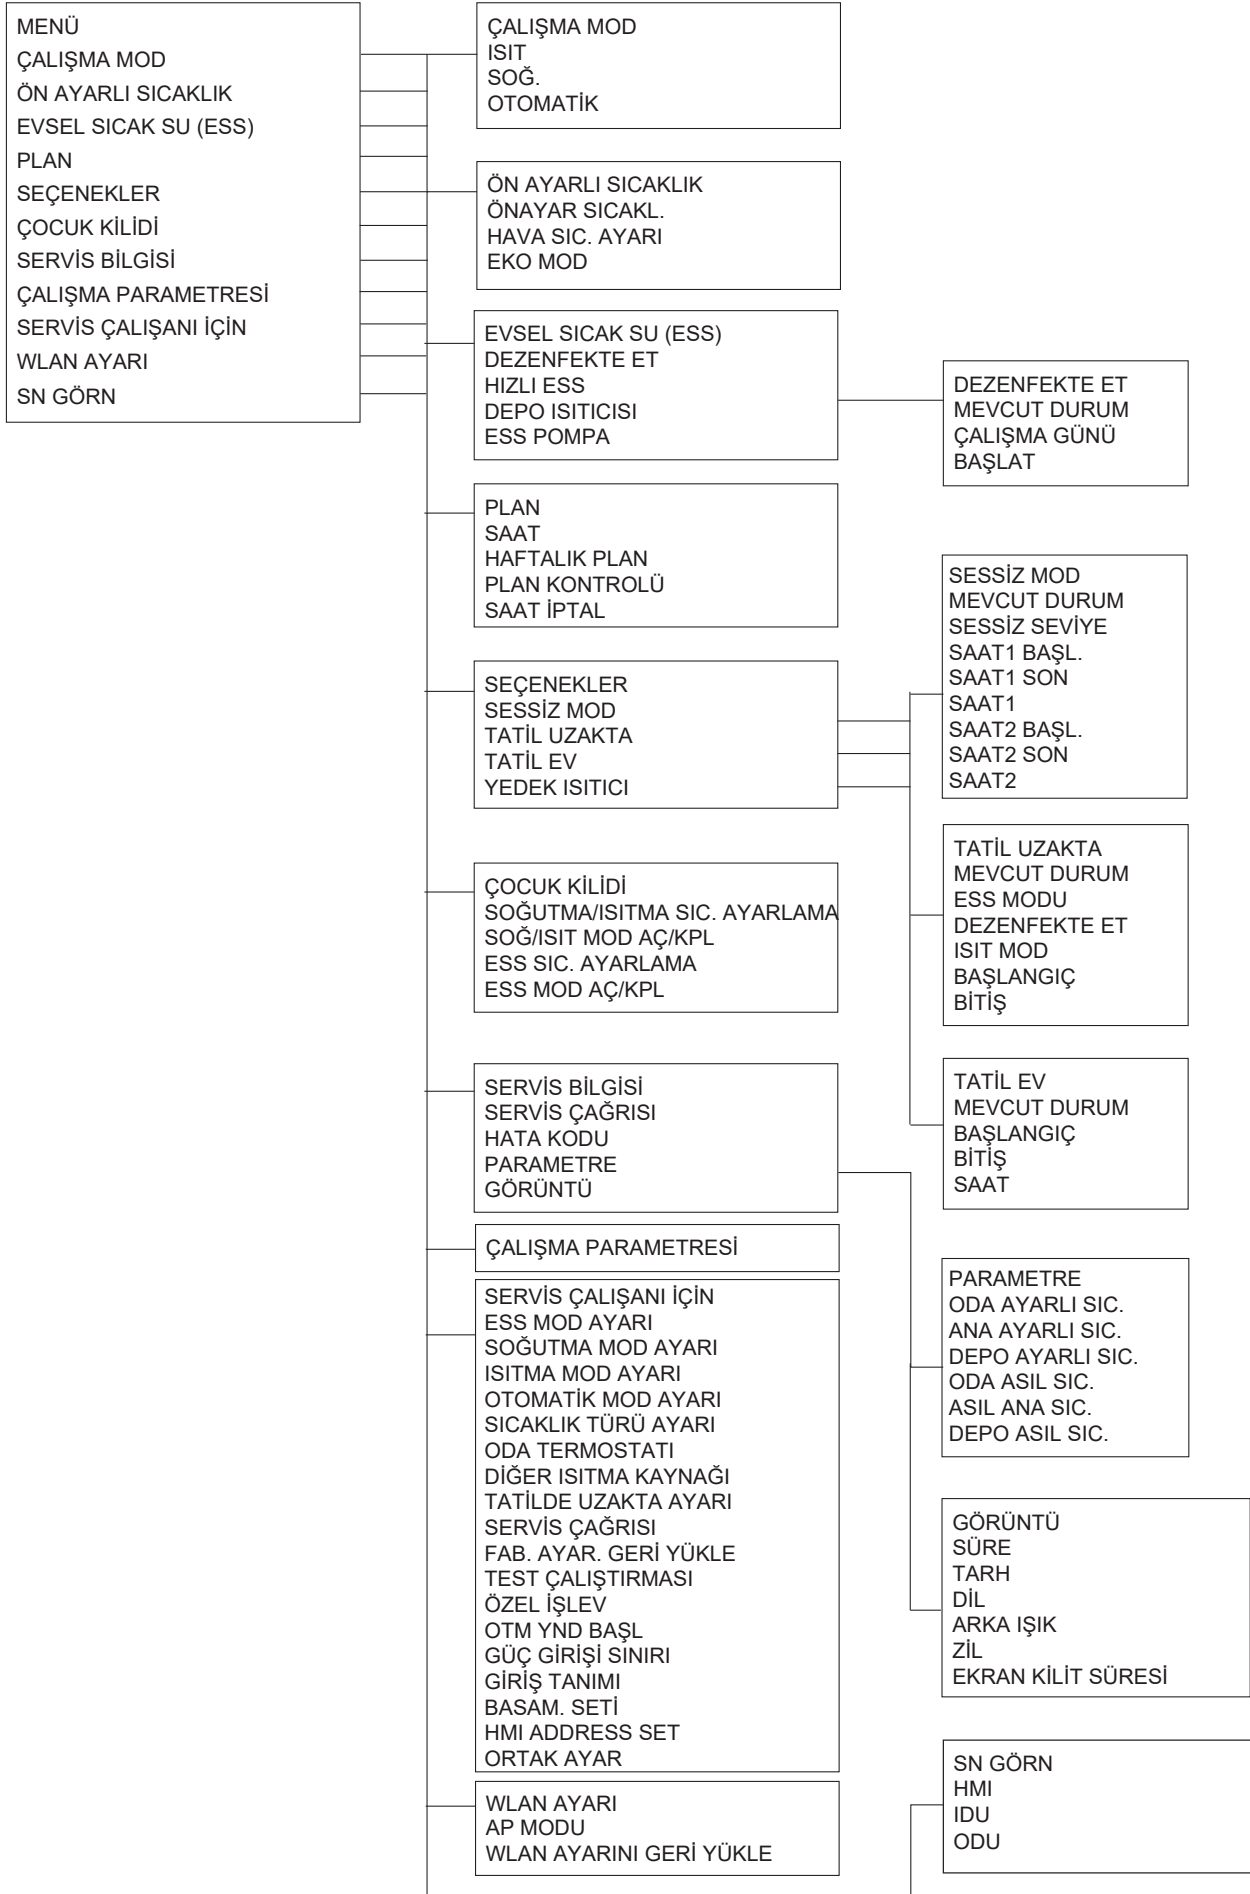 MENÜ
ÇALIŞMA MOD
ÖN AYARLI SICAKLIK
EVSEL SICAK SU (ESS)
PLAN
SEÇENEKLER
ÇOCUK KİLİDİ
SERVİS BİLGİSİ
ÇALIŞMA PARAMETRESİ
SERVİS ÇALIŞANI İÇİN
WLAN AYARI
SN GÖRN
ÇALIŞMA MOD
ISIT
SOĞ.
OTOMATİK
ÖN AYARLI SICAKLIK
ÖNAYAR SICAKL.
HAVA SIC. AYARI
EKO MOD
EVSEL SICAK SU (ESS)
DEZENFEKTE ET
HIZLI ESS
DEPO ISITICISI
ESS POMPA
DEZENFEKTE ET
MEVCUT DURUM
ÇALIŞMA GÜNÜ
BAŞLAT
PLAN
SAAT
HAFTALIK PLAN
PLAN KONTROLÜ
SAAT İPTAL
SEÇENEKLER
SESSİZ MOD
TATİL UZAKTA
TATİL EV
YEDEK ISITICI
SESSİZ MOD
MEVCUT DURUM
SESSİZ SEVİYE
SAAT1 BAŞL.
SAAT1 SON
SAAT1
SAAT2 BAŞL.
SAAT2 SON
SAAT2
TATİL UZAKTA
MEVCUT DURUM
ESS MODU
DEZENFEKTE ET
ISIT MOD
BAŞLANGIÇ
BİTİŞ
TATİL EV
MEVCUT DURUM
BAŞLANGIÇ
BİTİŞ
SAAT
ÇOCUK KİLİDİ
SOĞUTMA/ISITMA SIC. AYARLAMA
SOĞ/ISIT MOD AÇ/KPL
ESS SIC. AYARLAMA
ESS MOD AÇ/KPL
SERVİS BİLGİSİ
SERVİS ÇAĞRISI
HATA KODU
PARAMETRE
GÖRÜNTÜ
PARAMETRE
ODA AYARLI SIC.
ANA AYARLI SIC.
DEPO AYARLI SIC.
ODA ASIL SIC.
ASIL ANA SIC.
DEPO ASIL SIC.
GÖRÜNTÜ
SÜRE
TARH
DİL
ARKA IŞIK
ZİL
EKRAN KİLİT SÜRESİ
ÇALIŞMA PARAMETRESİ
SERVİS ÇALIŞANI İÇİN
ESS MOD AYARI
SOĞUTMA MOD AYARI
ISITMA MOD AYARI
OTOMATİK MOD AYARI
SICAKLIK TÜRÜ AYARI
ODA TERMOSTATI
DİĞER ISITMA KAYNAĞI
TATİLDE UZAKTA AYARI
SERVİS ÇAĞRISI
FAB. AYAR. GERİ YÜKLE
TEST ÇALIŞTIRMASI
ÖZEL İŞLEV
OTM YND BAŞL
GÜÇ GİRİŞİ SINIRI
GİRİŞ TANIMI
BASAM. SETİ
HMI ADDRESS SET
ORTAK AYAR
WLAN AYARI
AP MODU
WLAN AYARINI GERİ YÜKLE
SN GÖRN
HMI
IDU
ODU